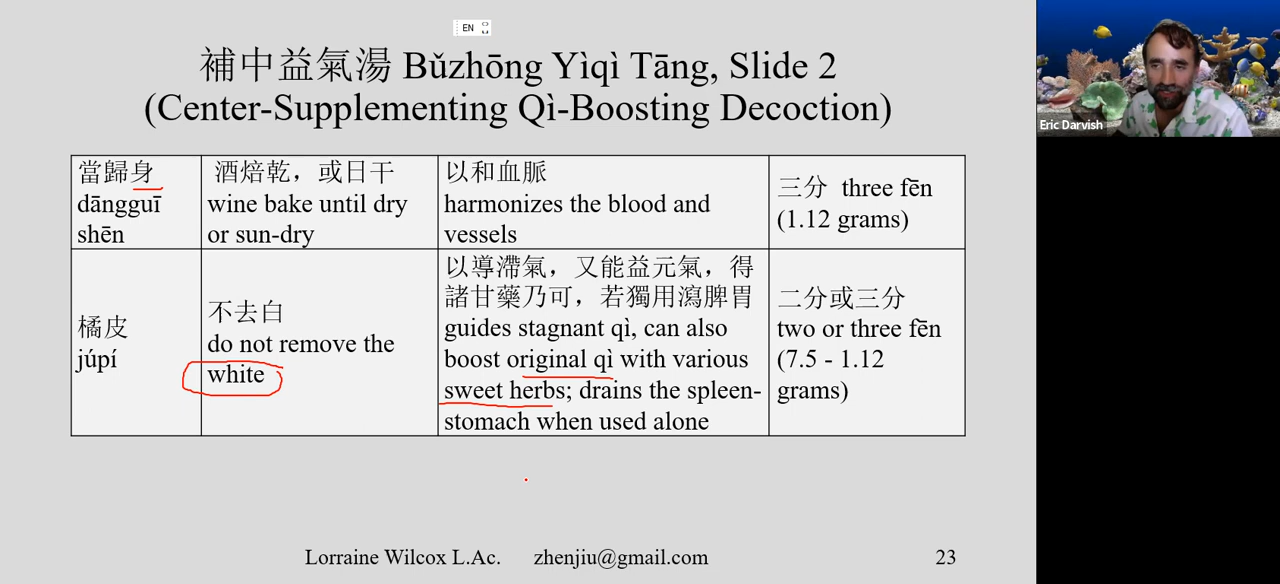 EN
補中益氣湯 Bǔzhōng Yìqì Tāng, Slide 2
(Center-Supplementing Qì-Boosting Decoction)
Eric Darvish
當歸身
dāngguī
shēn
酒焙乾，或日干
wine bake until dry
or sun-dry
以和血脈
harmonizes the blood and
vessels
三分 three fēn
(1.12 grams)
橘皮
júpí
不去白
do not remove the
white
以導滯氣，又能益元氣，得
諸甘藥乃可，若獨用瀉脾胃
guides stagnant qì, can also
boost original qì with various
sweet herbs; drains the spleen-
stomach when used alone
二分或三分
two or three fēn
(7.5 - 1.12
grams)
Lorraine Wilcox L.Ac. zhenjiu@gmail.com 23